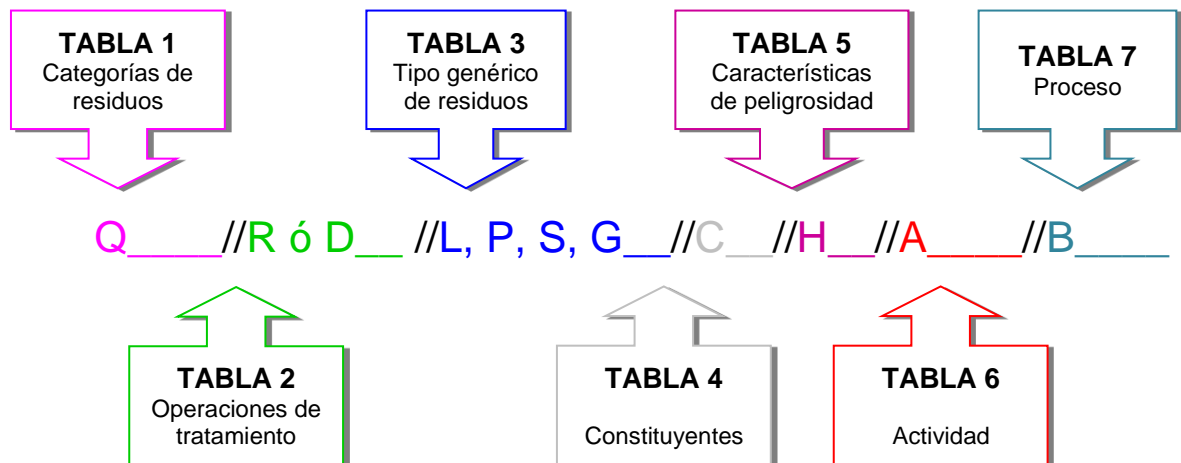 TABLA 1
Categorías de
residuos
TABLA 3
Tipo genérico
de residuos
TABLA 5
Características
de peligrosidad
TABLA 7
Proceso
Q____//R ó D__ //L, P, S, G__//C__//H__//A____//B____
TABLA 2
Operaciones de
tratamiento
TABLA 4
Constituyentes
TABLA 6
Actividad